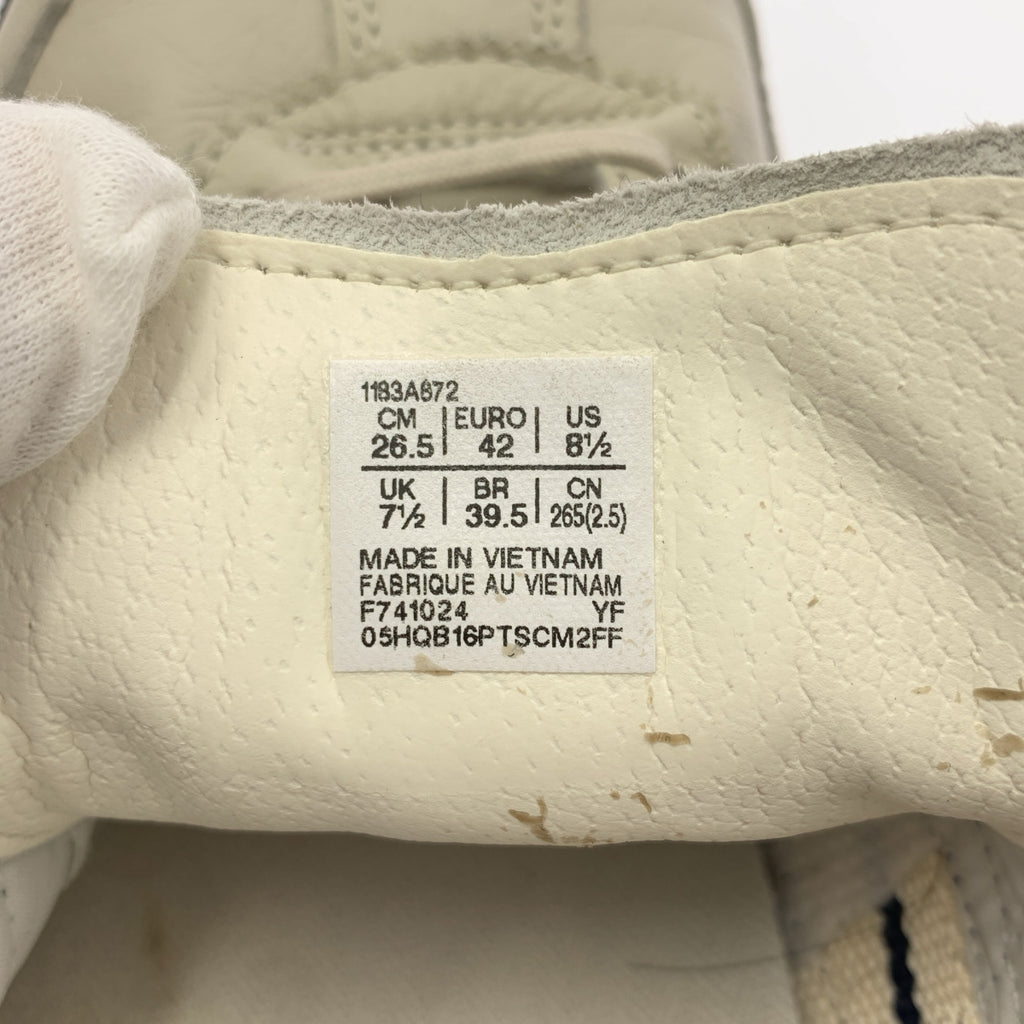 1183A872
CM | EURO | US
26.5 | 42 | 8½
UK | BR | CN
7½ | 39.5 | 265(2.5)
MADE IN VIETNAM
FABRIQUE AU VIETNAM
F741024 YF
05HQB16PTSCM2FF